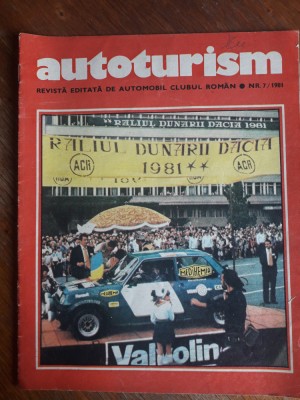 autoturism
REVISTĂ EDITATĂ DE AUTOMOBIL CLUBUL ROMÂN ● NR. 7 / 1981
RALIUL DUNĂRII DACIA 1981
RALIUL DUNĂRII DACIA
ACR 1981 ** ACR
Valvolin